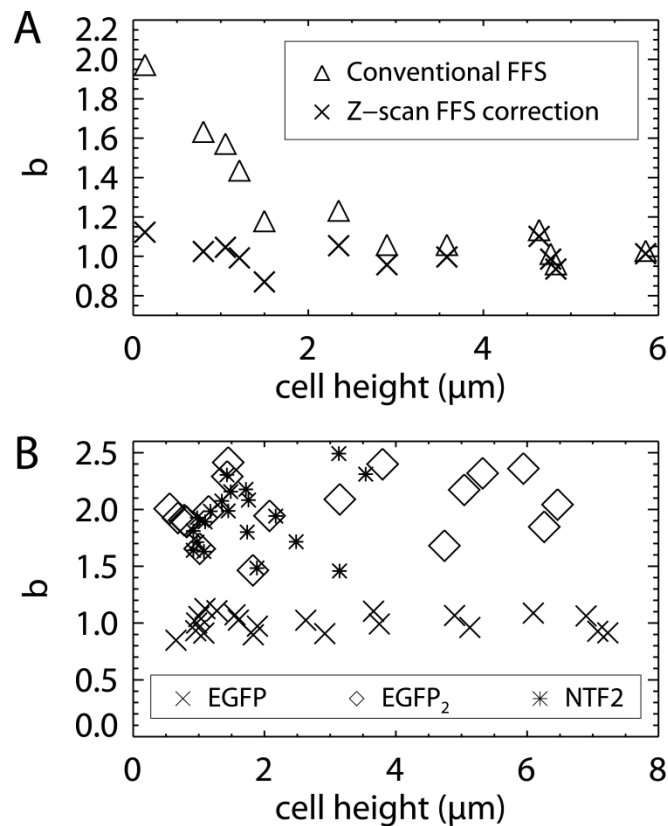 A
2.2
2.0
1.8
1.6
1.4
1.2
1.0
0.8
b
△ Conventional FFS
× Z−scan FFS correction
0 2 4 6
cell height (μm)
B
2.5
2.0
1.5
1.0
0.5
0.0
b
× EGFP ◇ EGFP₂ ✳ NTF2
0 2 4 6 8
cell height (μm)